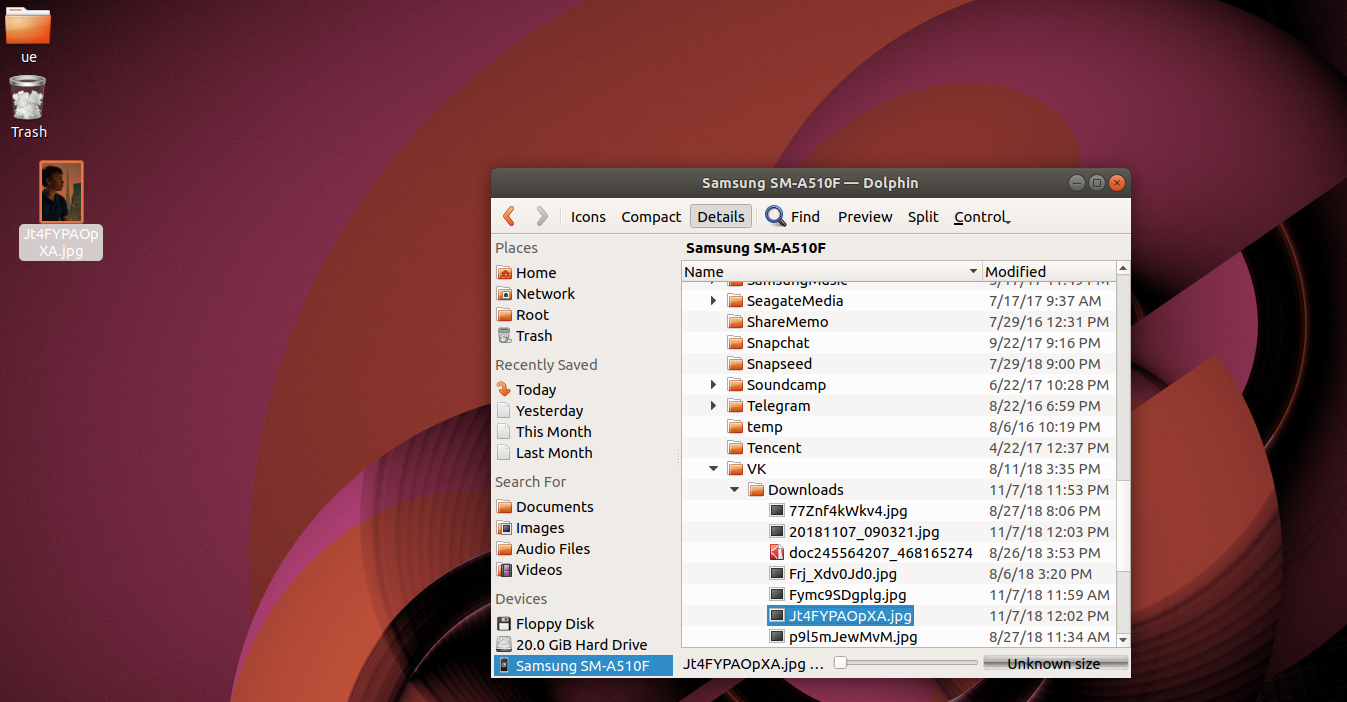 ue
Trash
Jt4FYPAOp
XA.jpg
Samsung SM-A510F — Dolphin
Icons Compact Details Find Preview Split Control
Places
Home
Network
Root
Trash
Recently Saved
Today
Yesterday
This Month
Last Month
Search For
Documents
Images
Audio Files
Videos
Devices
Floppy Disk
20.0 GiB Hard Drive
Samsung SM-A510F
Samsung SM-A510F
Name Modified
SeagateMedia 7/17/17 9:37 AM
ShareMemo 7/29/16 12:31 PM
Snapchat 9/22/17 9:16 PM
Snapseed 7/29/18 9:00 PM
Soundcamp 6/22/17 10:28 PM
Telegram 8/22/16 6:59 PM
temp 8/6/16 10:19 PM
Tencent 4/22/17 12:37 PM
VK 8/11/18 3:35 PM
Downloads 11/7/18 11:53 PM
77Znf4kWkv4.jpg 8/27/18 8:06 PM
20181107_090321.jpg 11/7/18 12:03 PM
doc245564207_468165274 8/26/18 3:53 PM
Frj_Xdv0Jd0.jpg 8/6/18 3:20 PM
Fymc9SDgplg.jpg 11/7/18 11:59 AM
Jt4FYPAOpXA.jpg 11/7/18 12:02 PM
p9l5mJewMvM.jpg 8/27/18 11:34 AM
Jt4FYPAOpXA.jpg ... Unknown size